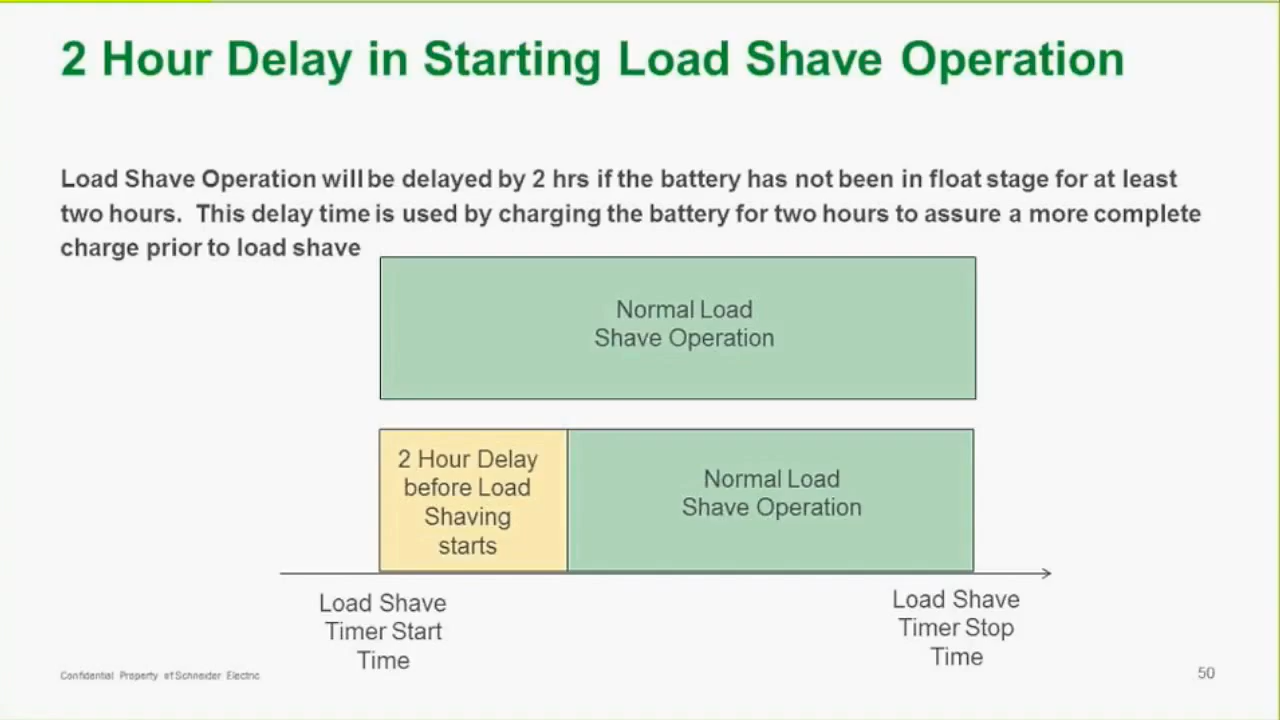 2 Hour Delay in Starting Load Shave Operation
Load Shave Operation will be delayed by 2 hrs if the battery has not been in float stage for at least
two hours. This delay time is used by charging the battery for two hours to assure a more complete
charge prior to load shave
Normal Load
Shave Operation
2 Hour Delay
before Load
Shaving
starts
Normal Load
Shave Operation
Load Shave
Timer Start
Time
Load Shave
Timer Stop
Time
Confidential Property of Schneider Electric
50